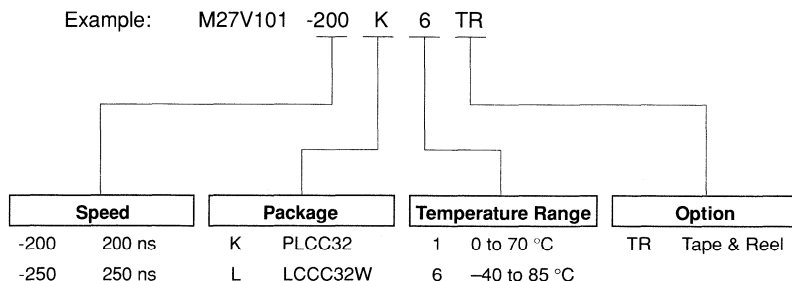 Example: M27V101 -200 K 6 TR
Speed Package Temperature Range Option
-200 200 ns K PLCC32 1 0 to 70 °C TR Tape & Reel
-250 250 ns L LCCC32W 6 –40 to 85 °C